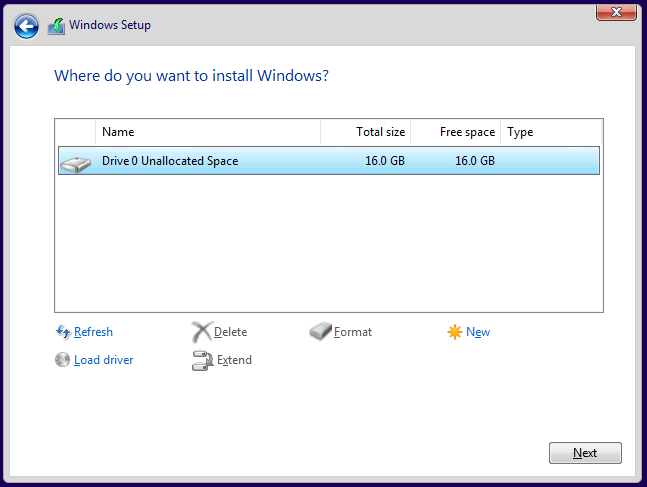 Windows Setup
Where do you want to install Windows?
Name Total size Free space Type
Drive 0 Unallocated Space 16.0 GB 16.0 GB
Refresh Delete Format New
Load driver Extend
Next